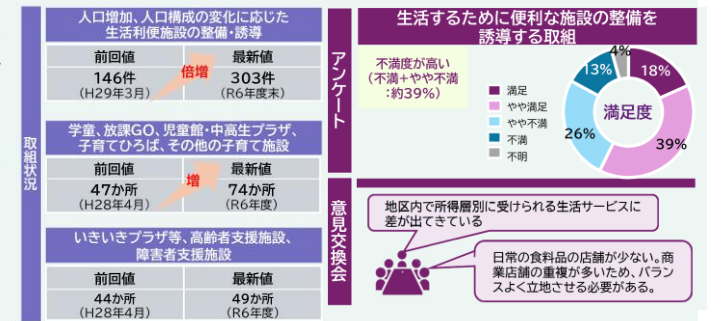 取組状況
人口増加、人口構成の変化に応じた
生活利便施設の整備・誘導
前回値
最新値
146件
(H29年3月)
倍増
303件
(R6年度末)
学童、放課GO、児童館・中高生プラザ、
子育てひろば、その他の子育て施設
前回値
最新値
47か所
(H28年4月)
増
74か所
(R6年度)
いきいきプラザ等、高齢者支援施設、
障害者支援施設
前回値
最新値
44か所
(H28年4月)
49か所
(R6年度)
アンケート
生活するために便利な施設の整備を
誘導する取組
不満度が高い
(不満+やや不満
:約39%)
満足
やや満足
やや不満
不満
不明
満足度
18%
39%
26%
13%
4%
意見交換会
地区内で所得層別に受けられる生活サービスに
差が出てきている
日常の食料品の店舗が少ない。商
業店舗の重複が多いため、バラン
スよく立地させる必要がある。